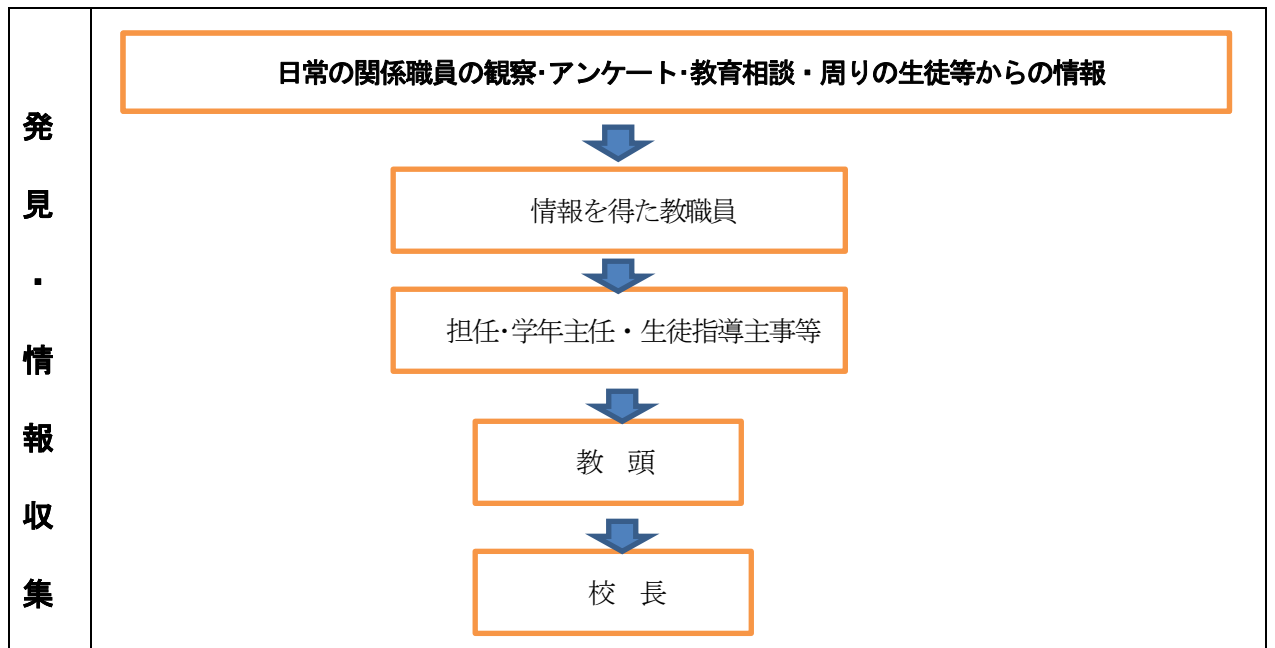 発見・情報収集
日常の関係職員の観察･アンケート･教育相談・周りの生徒等からの情報
情報を得た教職員
担任･学年主任・生徒指導主事等
教　頭
校　長